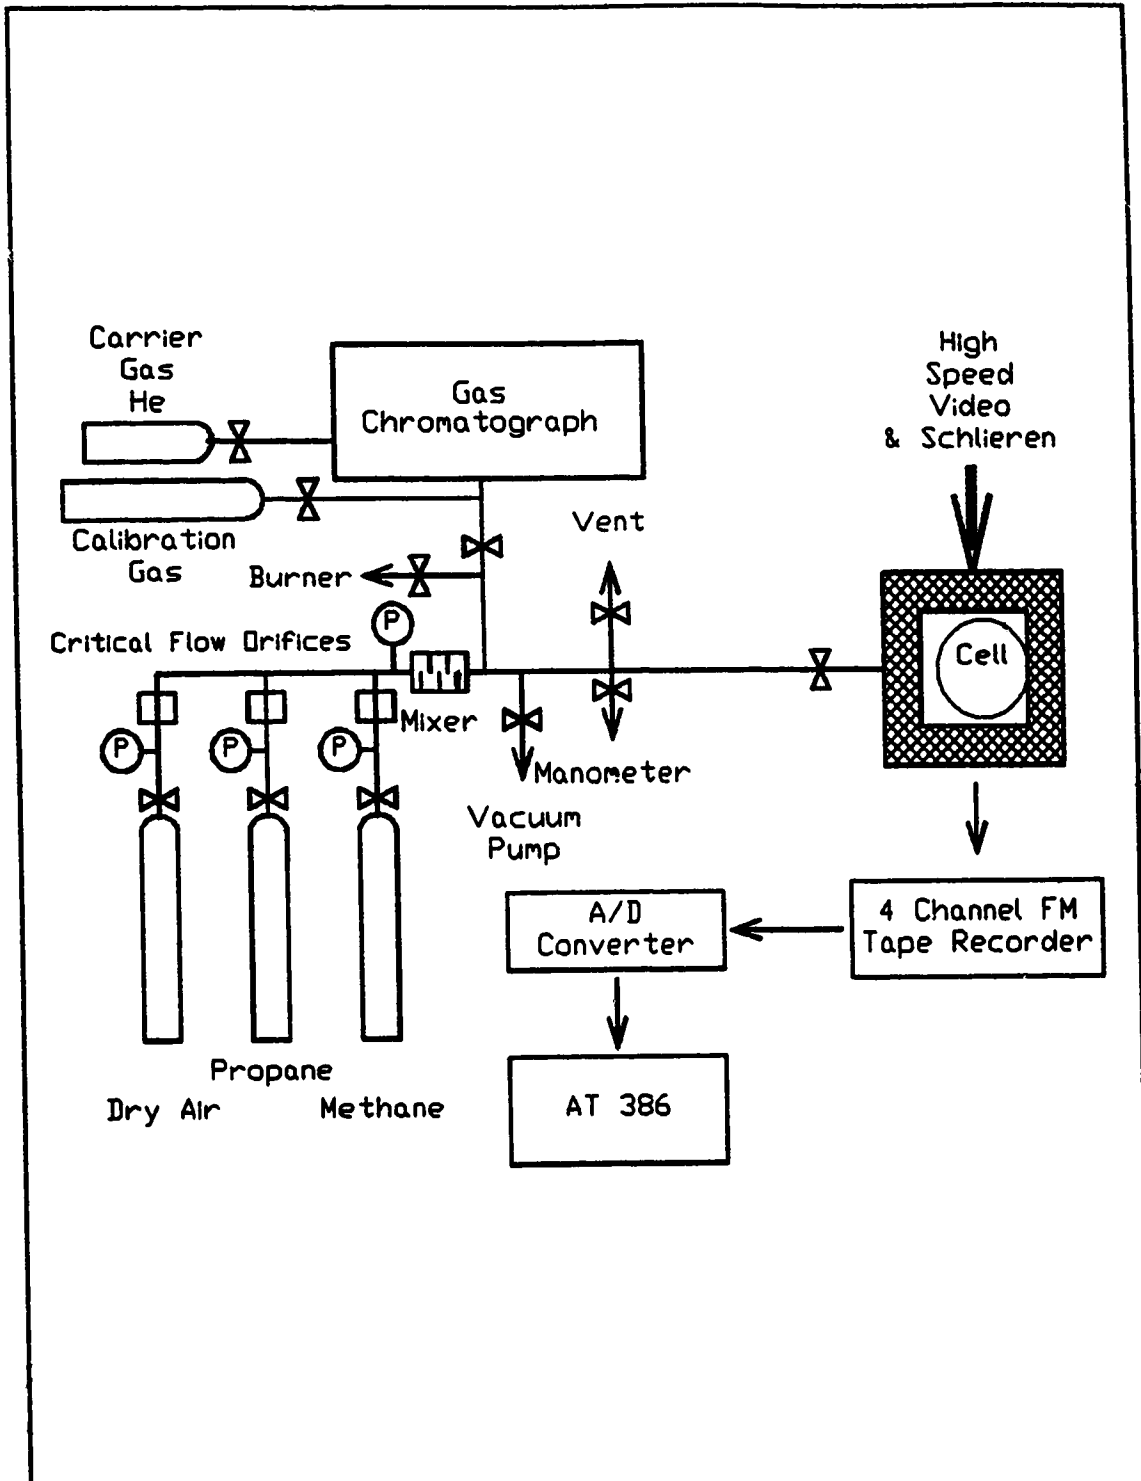 Carrier
Gas
He
Gas
Chromatograph
High
Speed
Video
& Schlieren
Calibration
Gas
Vent
Burner
P
Critical Flow Orifices
Cell
Mixer
P
P
P
Manometer
Vacuum
Pump
A/D
Converter
4 Channel FM
Tape Recorder
Propane
Dry Air
Methane
AT 386